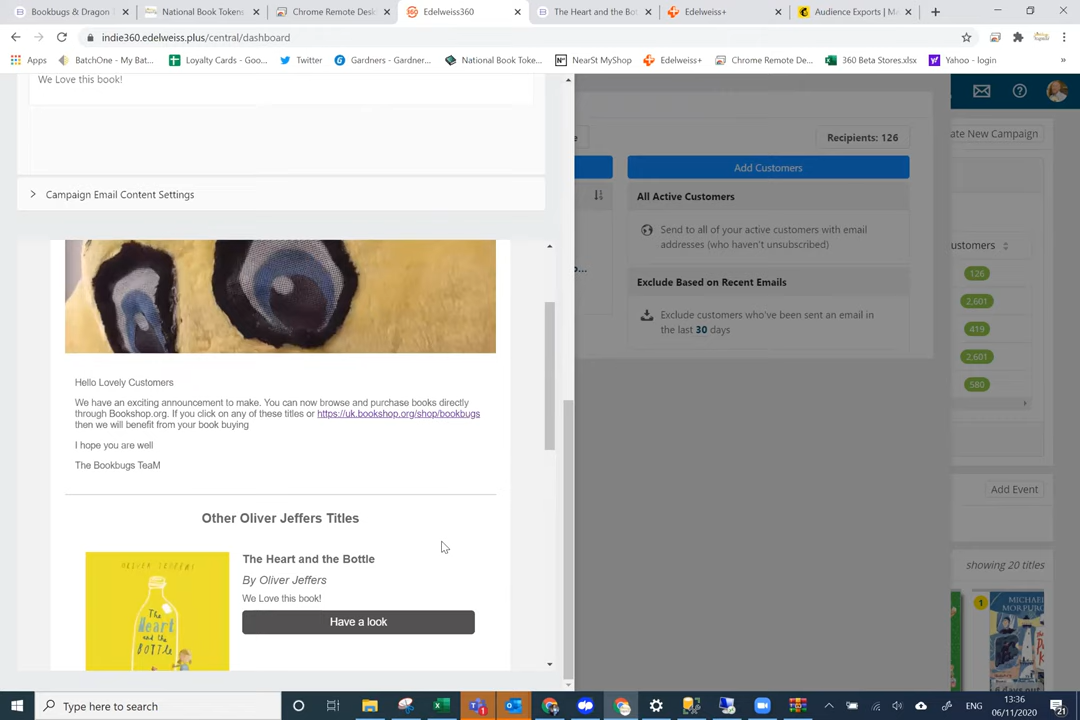 Bookbugs & Dragon
National Book Tokens
Chrome Remote Desk
Edelweiss360
The Heart and the Bot
Edelweiss+
Audience Exports | M
indie360.edelweiss.plus/central/dashboard
Apps
BatchOne - My Bat...
Loyalty Cards - Goo...
Twitter
Gardners - Gardner...
National Book Toke...
NearSt MyShop
Edelweiss+
Chrome Remote De...
360 Beta Stores.xlsx
Yahoo - login
We Love this book!
Campaign Email Content Settings
Hello Lovely Customers
We have an exciting announcement to make. You can now browse and purchase books directly
through Bookshop.org. If you click on any of these titles or https://uk.bookshop.org/shop/bookbugs
then we will benefit from your book buying
I hope you are well
The Bookbugs TeaM
Other Oliver Jeffers Titles
OLIVER JEFFERS
The
Heart
and the
BOTTLE
The Heart and the Bottle
By Oliver Jeffers
We Love this book!
Have a look
e
Recipients: 126
Add Customers
All Active Customers
Send to all of your active customers with email
addresses (who haven't unsubscribed)
o...
Exclude Based on Recent Emails
Exclude customers who've been sent an email in
the last 30 days
ate New Campaign
ustomers
126
2,601
419
2,601
580
Add Event
showing 20 titles
1
MICHAEL
MORPURGO
6 days out
Type here to search
1
ENG
13:36
06/11/2020
21